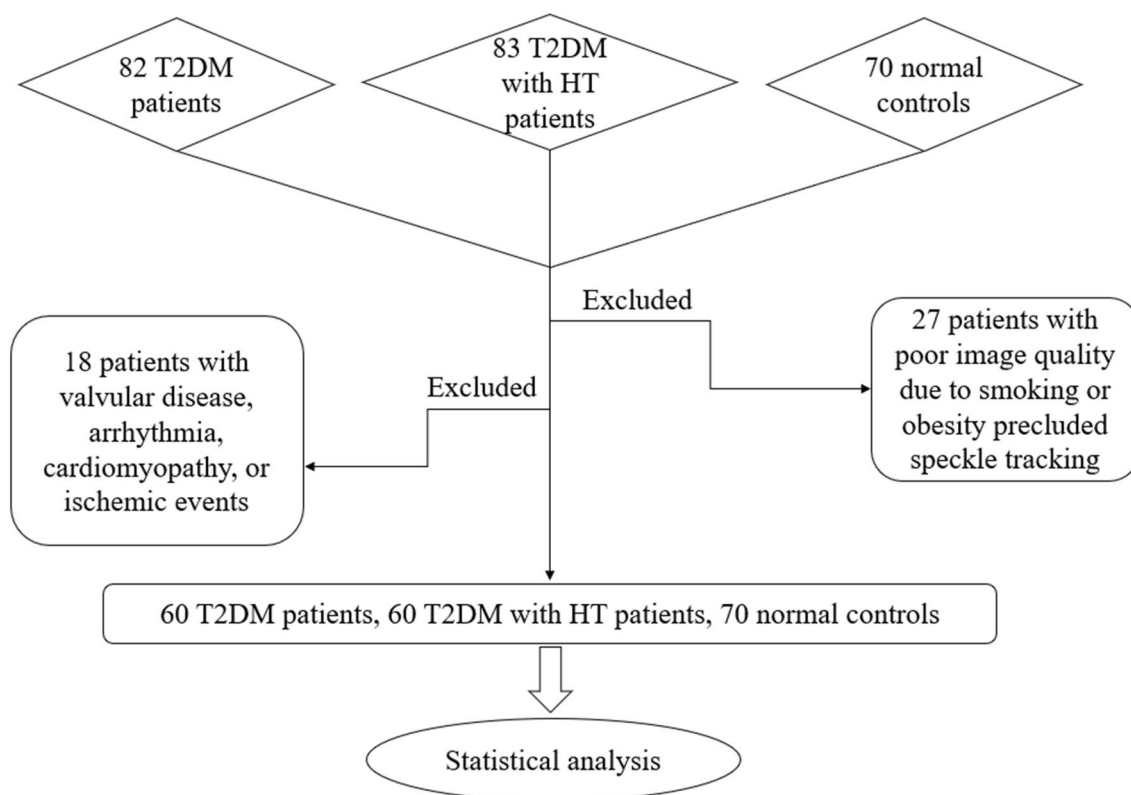 82 T2DM
patients
83 T2DM
with HT
patients
70 normal
controls
Excluded
27 patients with
poor image quality
due to smoking or
obesity precluded
speckle tracking
Excluded
18 patients with
valvular disease,
arrhythmia,
cardiomyopathy, or
ischemic events
60 T2DM patients, 60 T2DM with HT patients, 70 normal controls
Statistical analysis